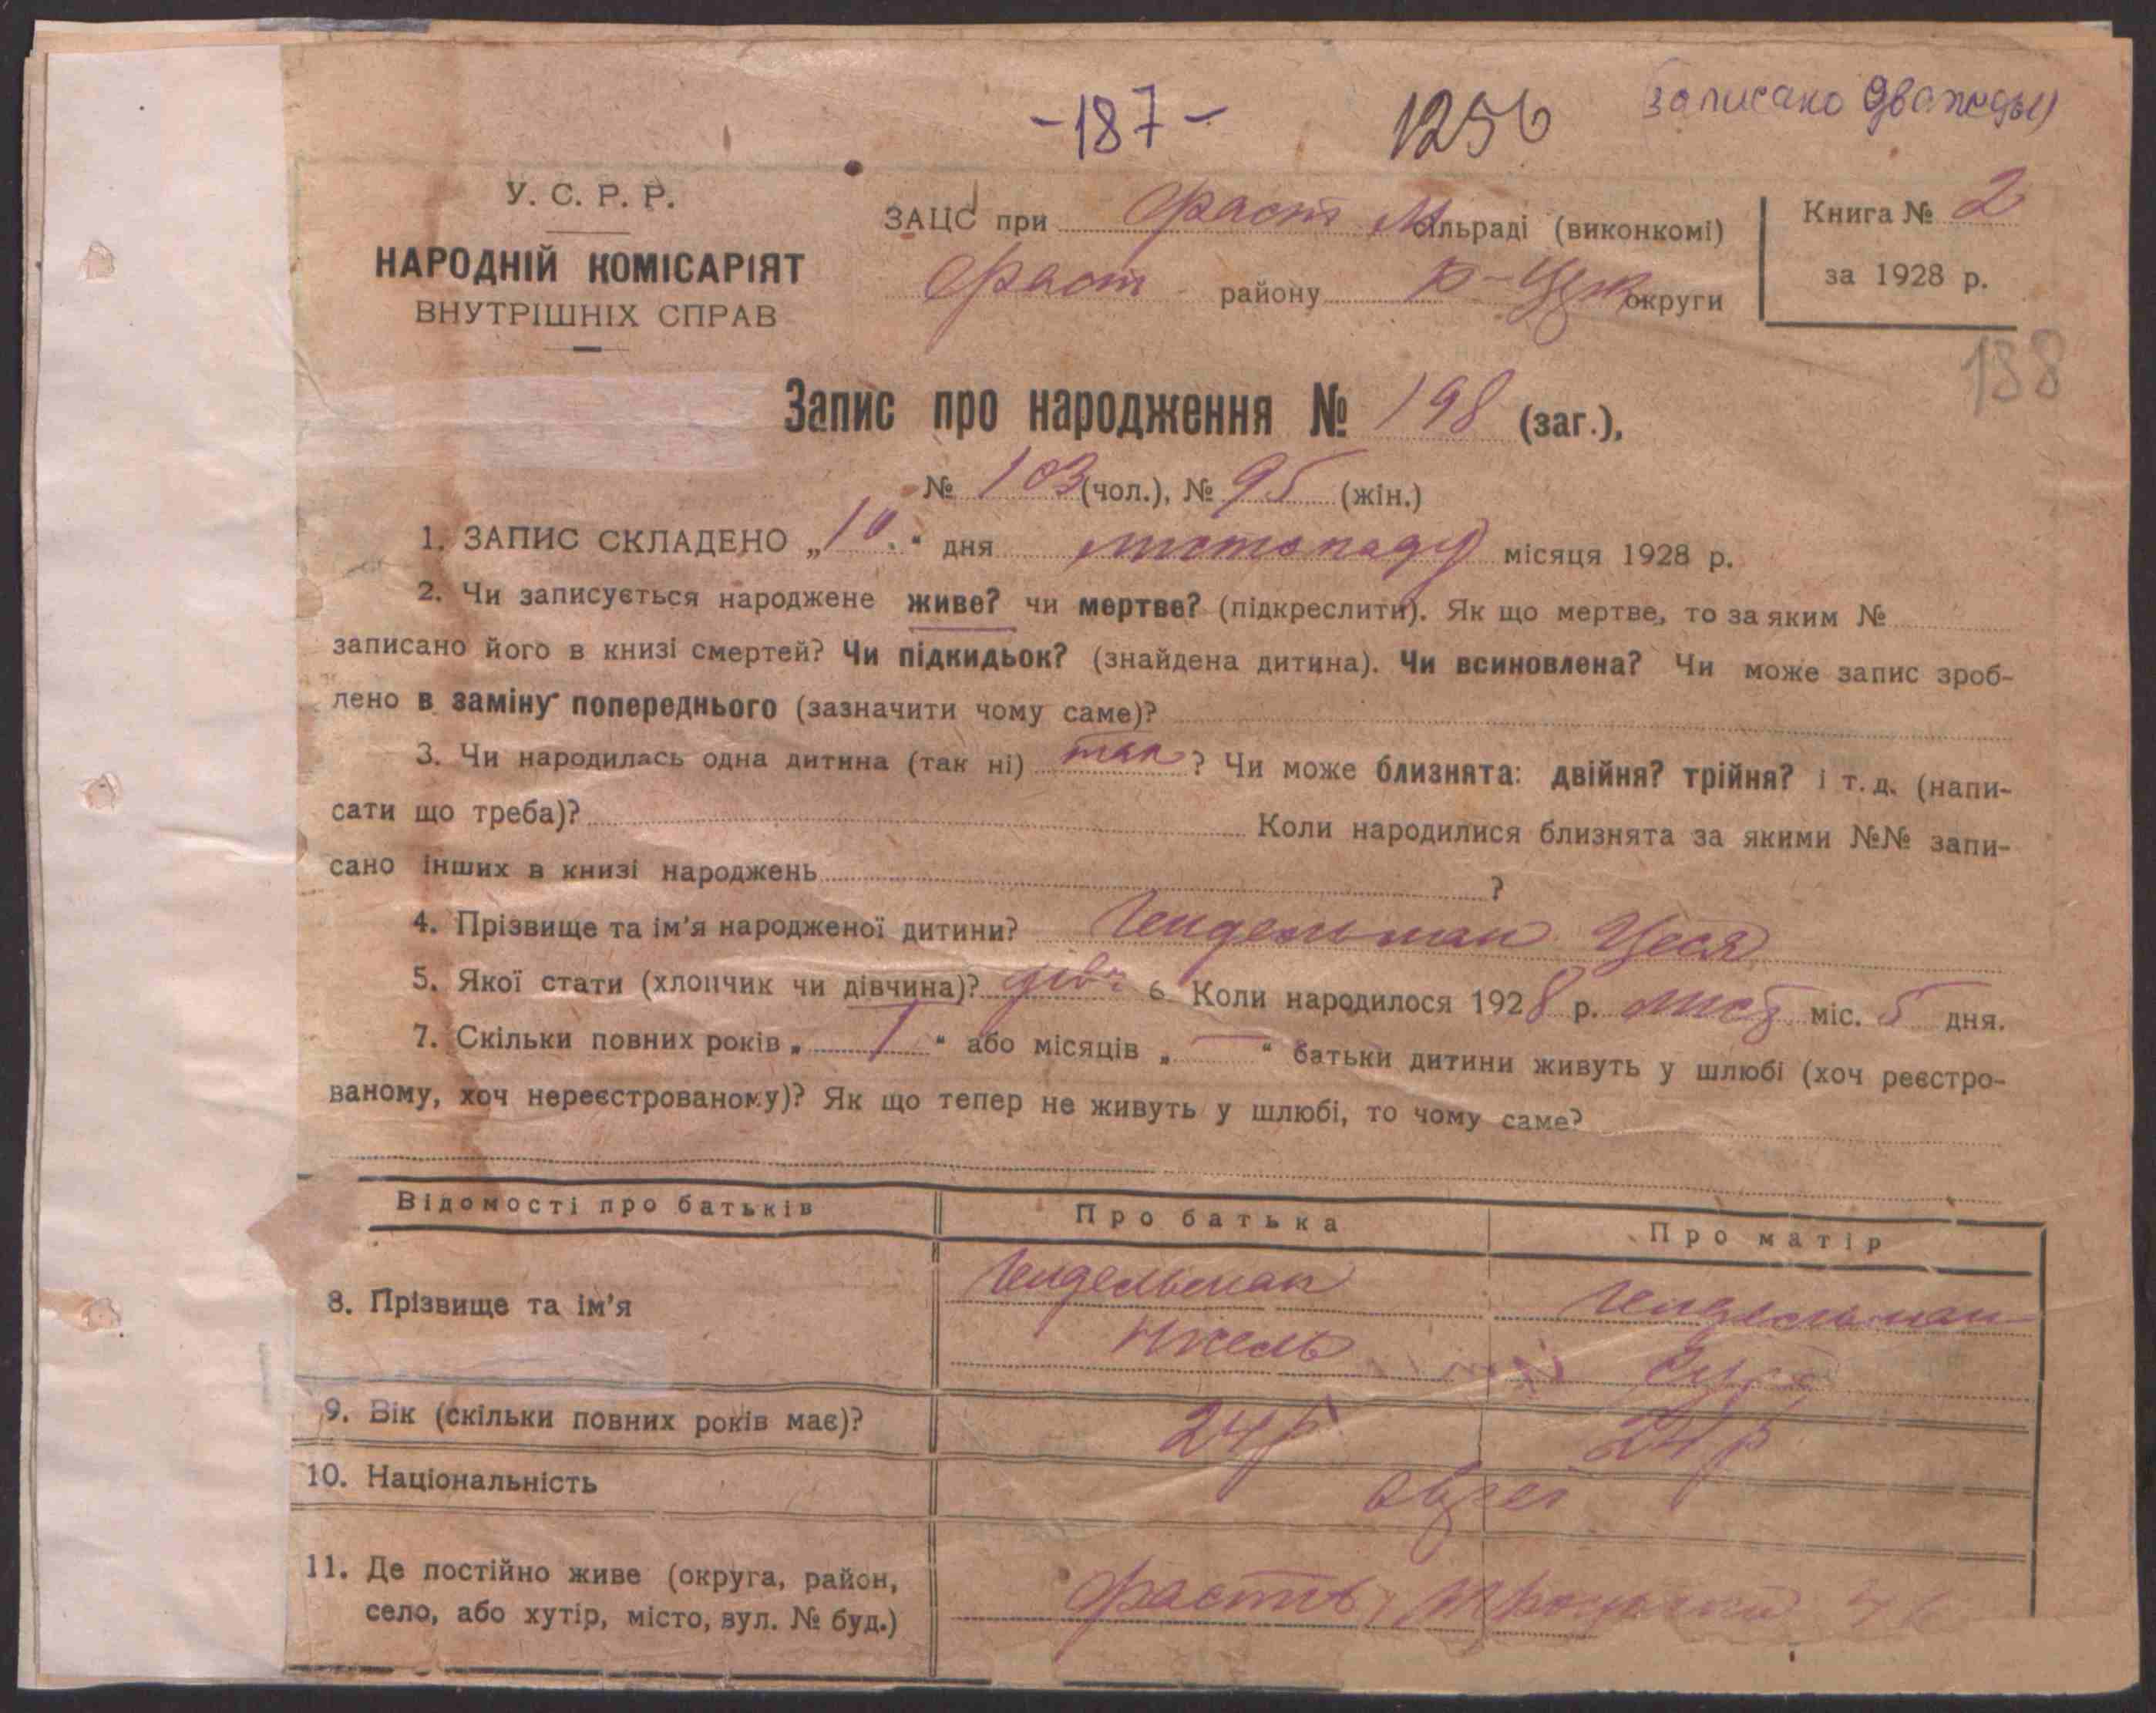 -187- 1256 (записано дважды)
У. С. Р. Р.
НАРОДНІЙ КОМІСАРІЯТ
ВНУТРІШНІХ СПРАВ
ЗАЦС при Фаст М ільраді (виконкомі)
Фаст району Б-Церк округи
Книга № 2
за 1928 р.
138
Запис про народження № 198 (заг.),
№ 103 (чол.), № 95 (жін.)
1. ЗАПИС СКЛАДЕНО „10“ дня листопаду місяця 1928 р.
2. Чи записується народжене живе? чи мертве? (підкреслити). Як що мертве, то за яким №
записано його в книзі смертей? Чи підкидьок? (знайдена дитина). Чи всиновлена? Чи може запис зроб-
лено в заміну попереднього (зазначити чому саме)?
3. Чи народилась одна дитина (так ні) так? Чи може близнята: двійня? трійня? і т. д. (напи-
сати що треба)? Коли народилися близнята за якими №№ запи-
сано інших в книзі народжень ?
4. Прізвище та ім'я народженої дитини? Гендельман Цеся
5. Якої стати (хлопчик чи дівчина)? дівч 6 Коли народилося 1928 р. лист міс. 5 дня.
7. Скільки повних років „ 1 “ або місяців „ — “ батьки дитини живуть у шлюбі (хоч реєстро-
ваному, хоч нереєстрованому)? Як що тепер не живуть у шлюбі, то чому саме?
Відомості про батьків Про батька Про матір
8. Прізвище та ім'я Гендельман Гендельман
9. Вік (скільки повних років має)? 24 р 24 р
10. Національність євреї
11. Де постійно живе (округа, район,
село, або хутір, місто, вул. № буд.) Фастів,